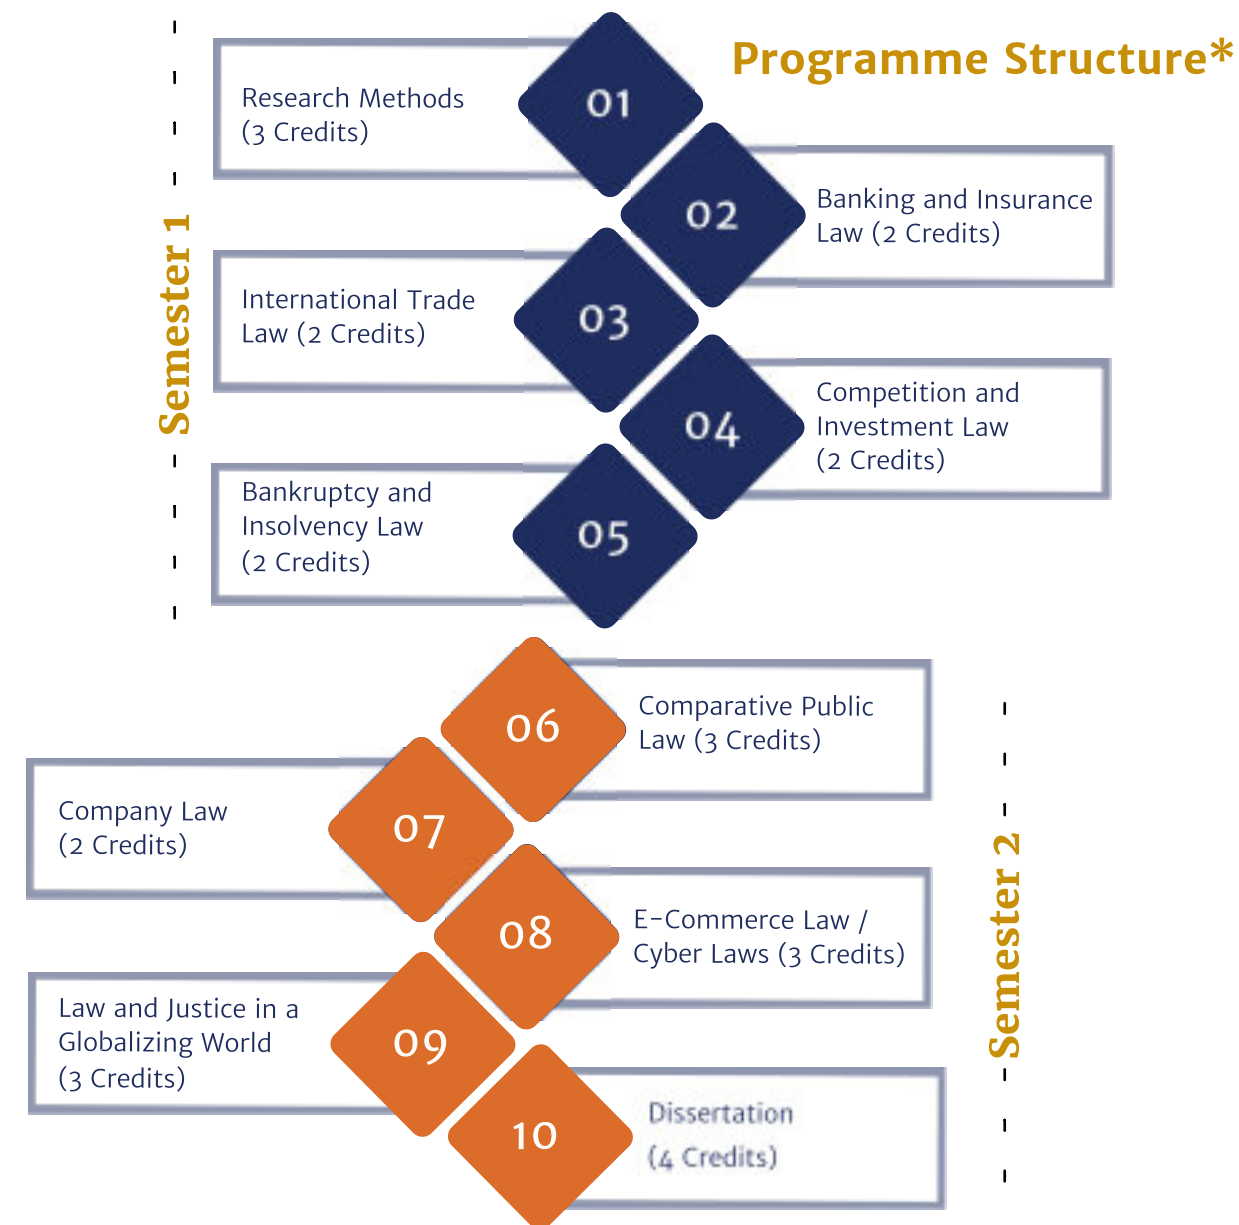 Programme Structure*
Semester 1
01
Research Methods
(3 Credits)
02
Banking and Insurance
Law (2 Credits)
03
International Trade
Law (2 Credits)
04
Competition and
Investment Law
(2 Credits)
05
Bankruptcy and
Insolvency Law
(2 Credits)
Semester 2
06
Comparative Public
Law (3 Credits)
07
Company Law
(2 Credits)
08
E-Commerce Law /
Cyber Laws (3 Credits)
09
Law and Justice in a
Globalizing World
(3 Credits)
10
Dissertation
(4 Credits)